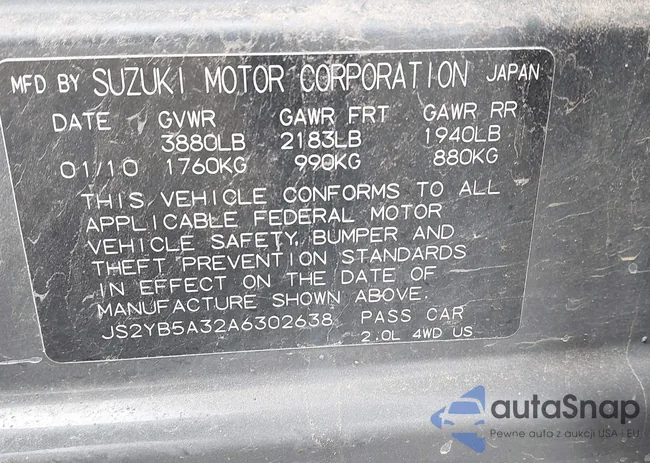 MFD BY SUZUKI MOTOR CORPORATION JAPAN
DATE GVWR GAWR FRT GAWR RR
3880LB 2183LB 1940LB
01/10 1760KG 990KG 880KG
THIS VEHICLE CONFORMS TO ALL
APPLICABLE FEDERAL MOTOR
VEHICLE SAFETY, BUMPER AND
THEFT PREVENTION STANDARDS
IN EFFECT ON THE DATE OF
MANUFACTURE SHOWN ABOVE.
JS2YB5A32A6302638 PASS CAR
2.0L 4WD US
autaSnap
Pewne auta z aukcji USA i EU